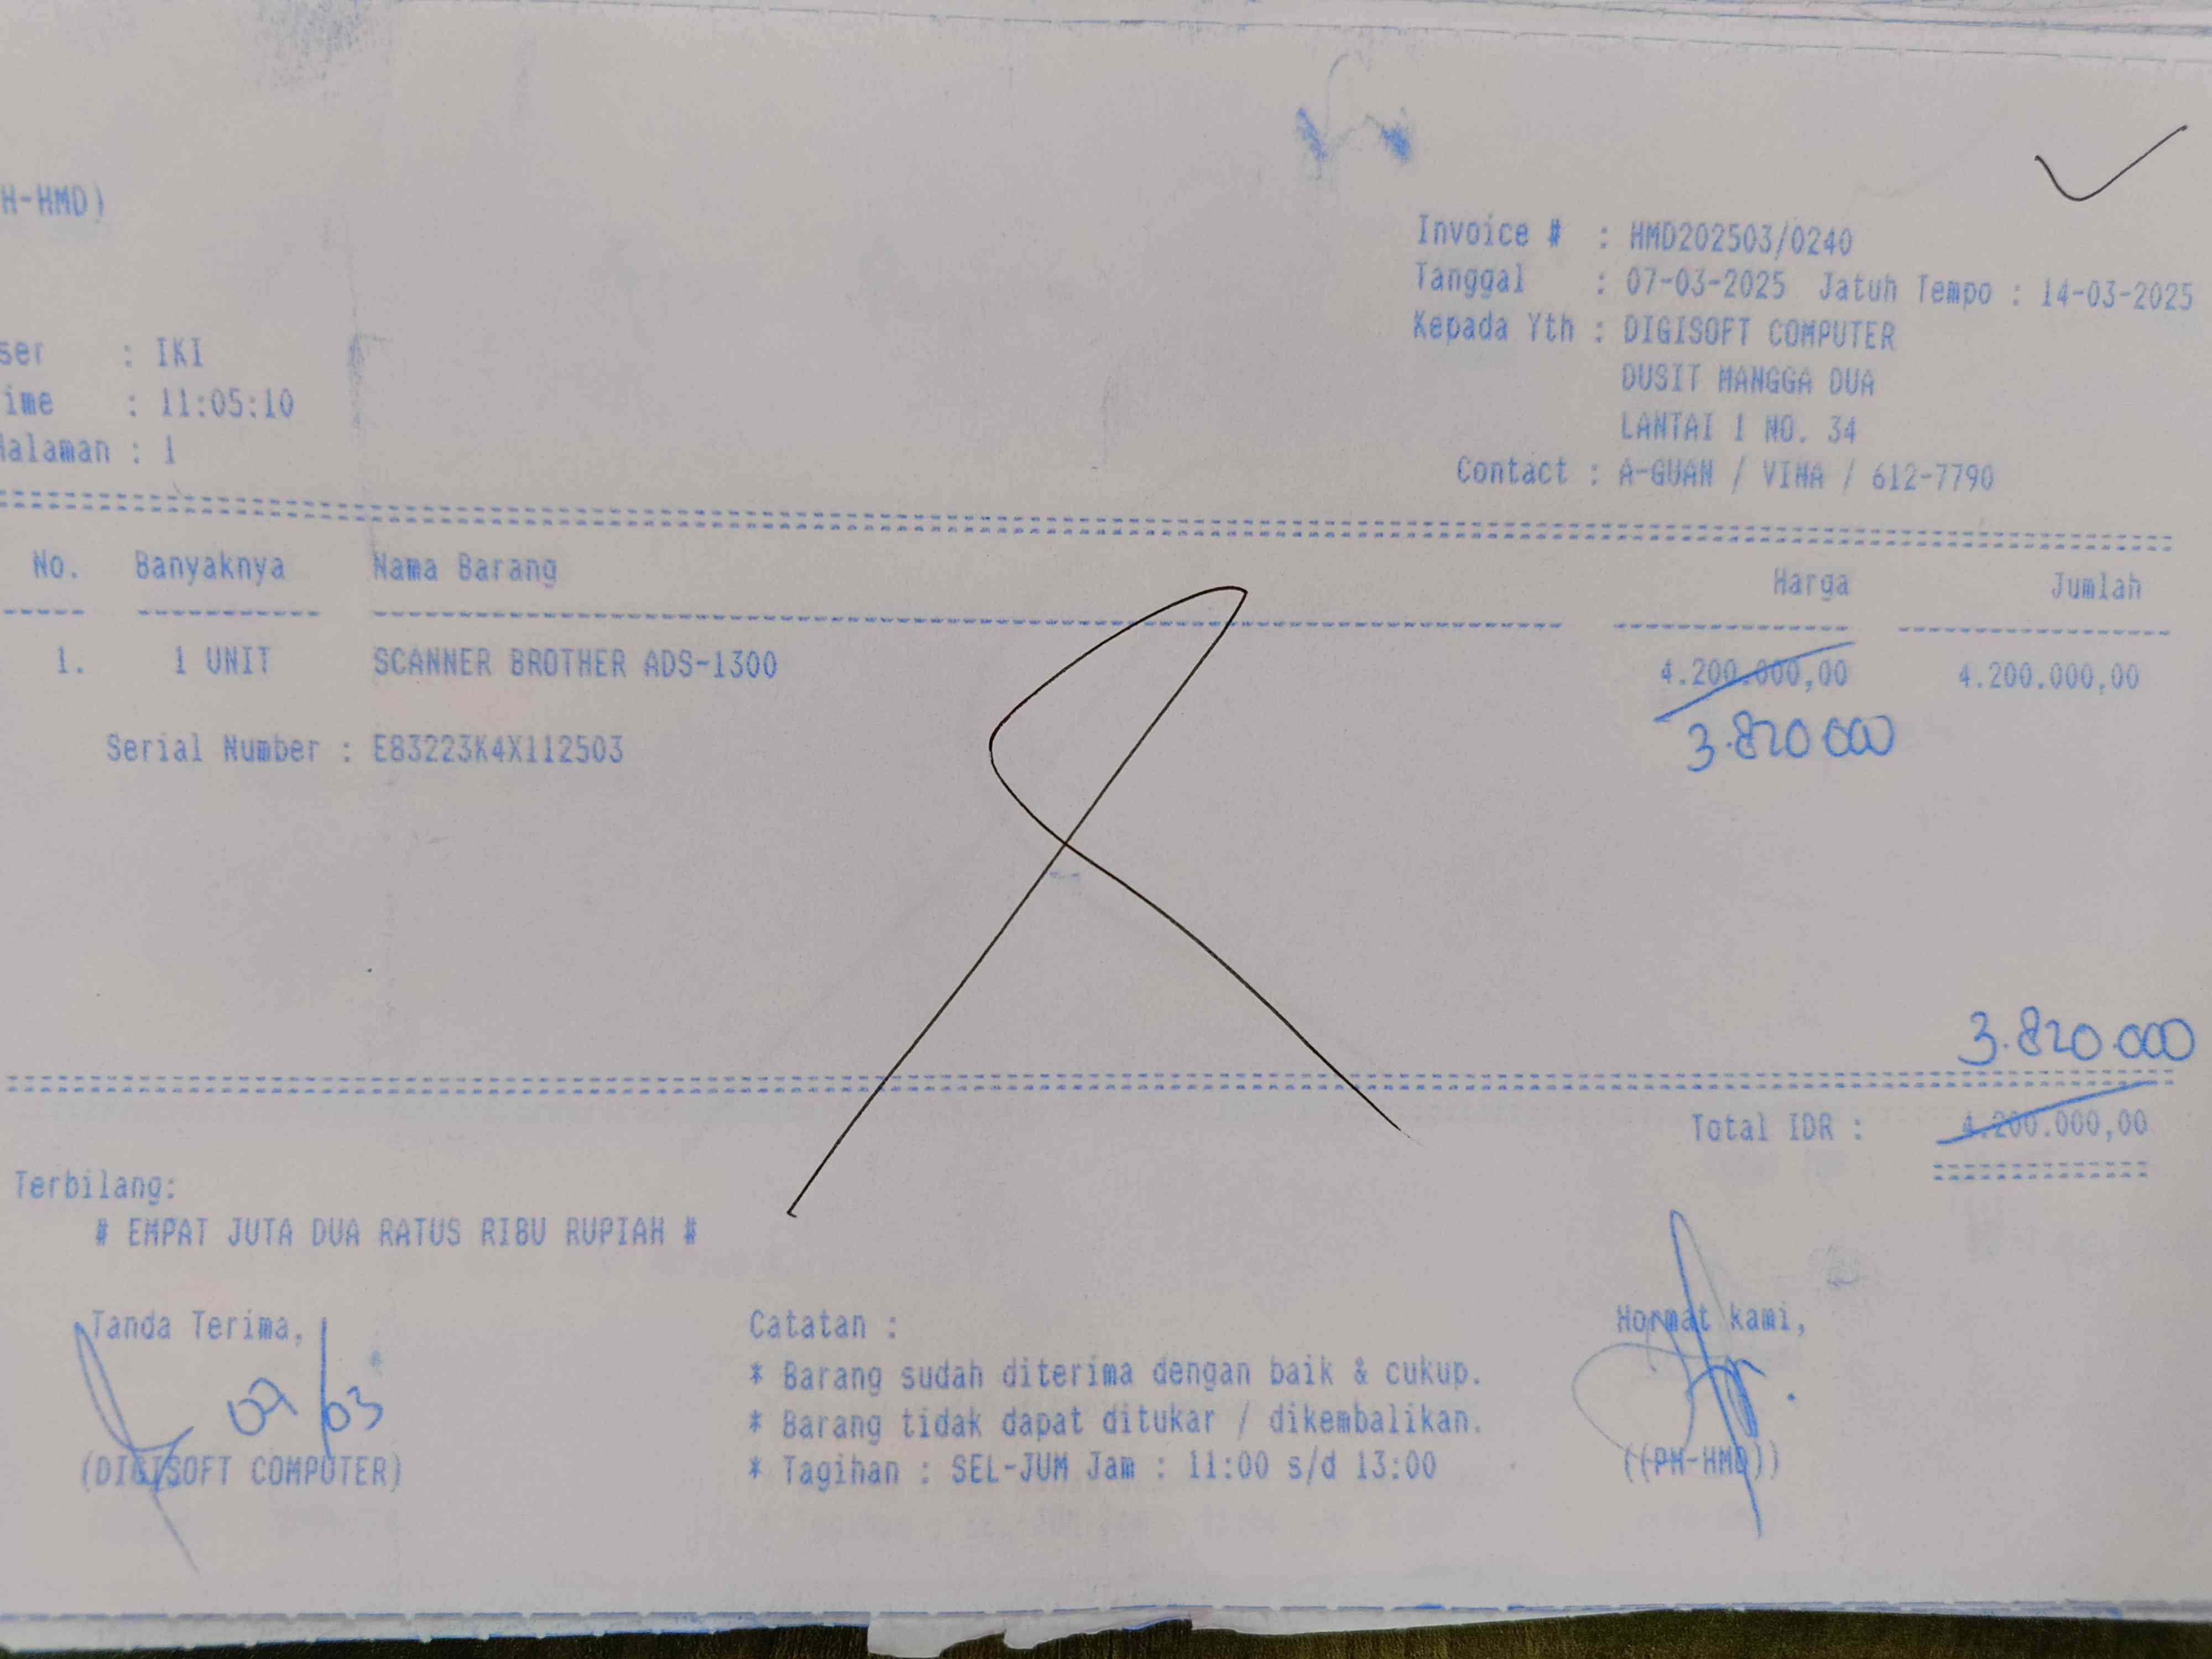 H-HMD)
Invoice # : HMD202503/0240
Tanggal : 07-03-2025 Jatuh Tempo : 14-03-2025
Kepada Yth : DIGISOFT COMPUTER
DUSIT MANGGA DUA
LANTAI 1 NO. 34
Contact : A-GUAN / VINA / 612-7790
ser : IKI
ime : 11:05:10
Halaman : 1
No. Banyaknya Nama Barang Harga Jumlah
1. 1 UNIT SCANNER BROTHER ADS-1300 4.200.000,00 4.200.000,00
3.820 000
Serial Number : E83223K4X112503
3.820.000
Total IDR : 4.200.000,00
Terbilang:
# EMPAT JUTA DUA RATUS RIBU RUPIAH #
Tanda Terima,
07/03
(DIGISOFT COMPUTER)
Catatan :
* Barang sudah diterima dengan baik & cukup.
* Barang tidak dapat ditukar / dikembalikan.
* Tagihan : SEL-JUM Jam : 11:00 s/d 13:00
Hormat kami,
((PH-HMD))